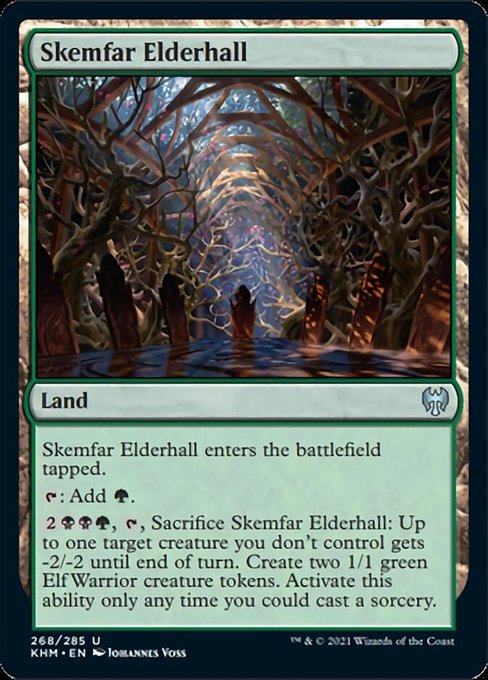 Skemfar Elderhall
Land
Skemfar Elderhall enters the battlefield
tapped.
: Add .
2, , Sacrifice Skemfar Elderhall: Up
to one target creature you don't control gets
-2/-2 until end of turn. Create two 1/1 green
Elf Warrior creature tokens. Activate this
ability only any time you could cast a sorcery.
268/285 U
KHM • EN Johannes Voss
™ & © 2021 Wizards of the Coast